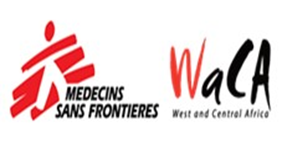 MEDECINS
SANS FRONTIERES
WaCA
West and Central Africa